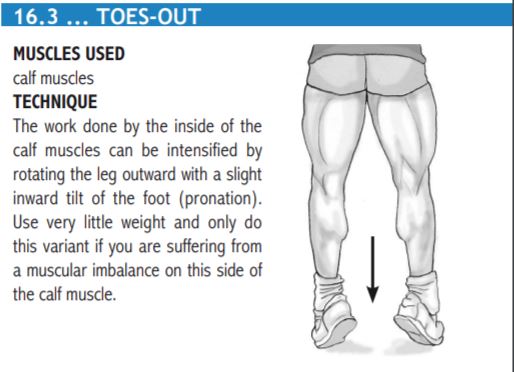 16.3 ... TOES-OUT
MUSCLES USED
calf muscles
TECHNIQUE
The work done by the inside of the
calf muscles can be intensified by
rotating the leg outward with a slight
inward tilt of the foot (pronation).
Use very little weight and only do
this variant if you are suffering from
a muscular imbalance on this side of
the calf muscle.